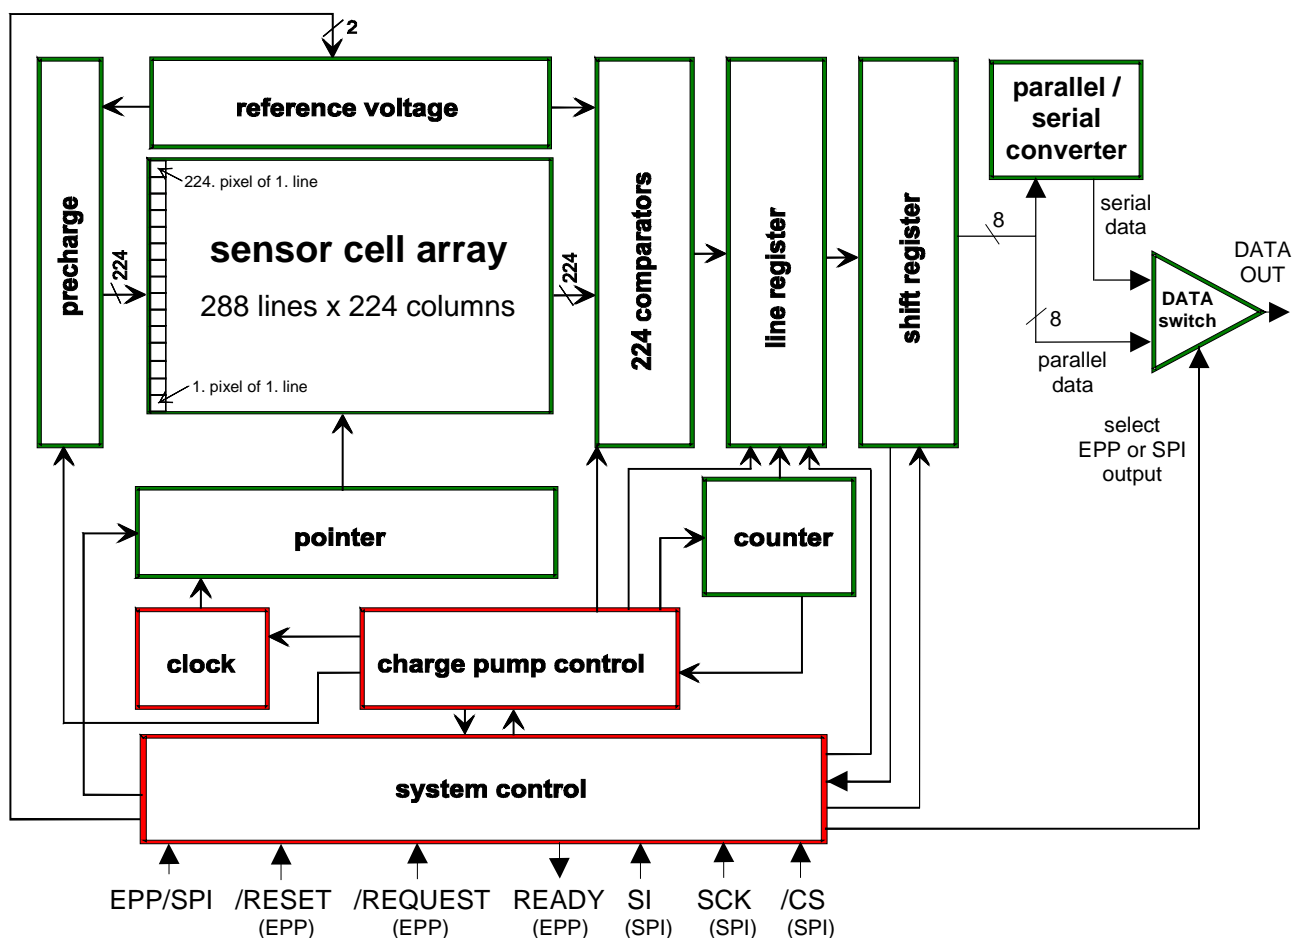 2
reference voltage
precharge
224
224. pixel of 1. line
sensor cell array
288 lines x 224 columns
1. pixel of 1. line
224
224 comparators
line register
shift register
8
parallel /
serial
converter
serial
data
8
parallel
data
DATA
switch
DATA
OUT
select
EPP or SPI
output
pointer
counter
clock
charge pump control
system control
EPP/SPI
/RESET
(EPP)
/REQUEST
(EPP)
READY
(EPP)
SI
(SPI)
SCK
(SPI)
/CS
(SPI)